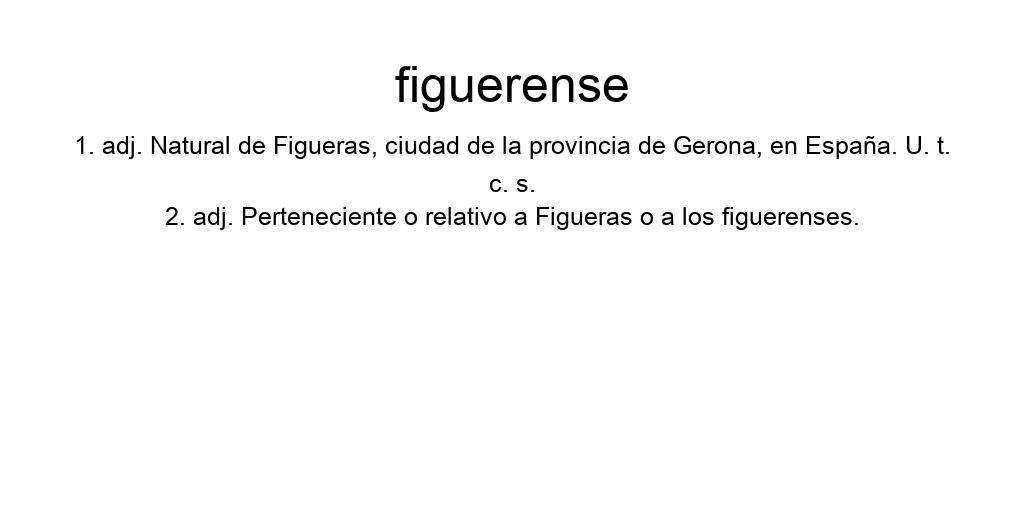 figuerense
1. adj. Natural de Figueras, ciudad de la provincia de Gerona, en España. U. t.
c. s.
2. adj. Perteneciente o relativo a Figueras o a los figuerenses.